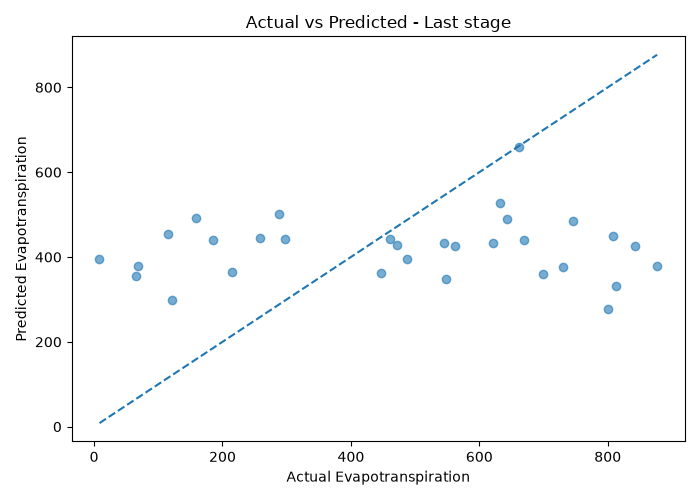 Actual vs Predicted - Last stage
Predicted Evapotranspiration
800
600
400
200
0
0 200 400 600 800
Actual Evapotranspiration